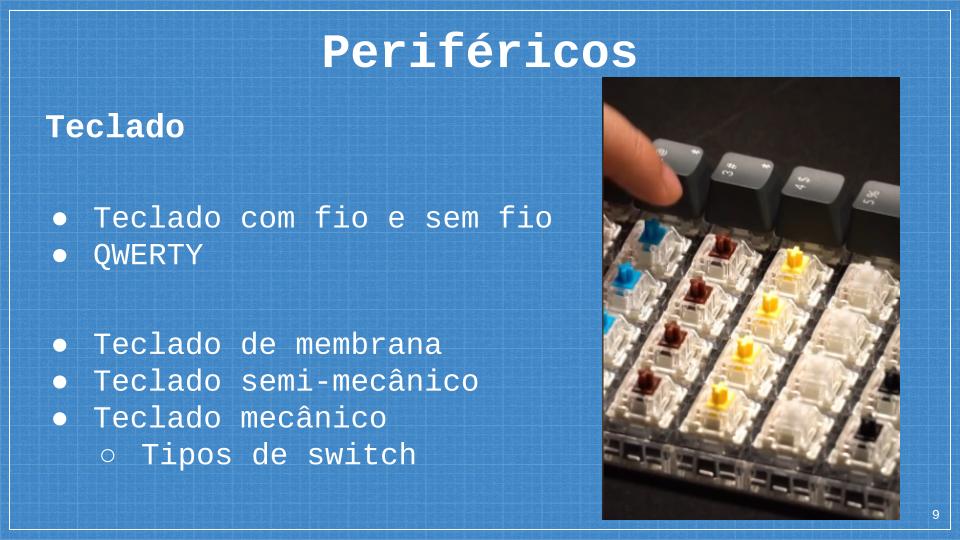 Periféricos
Teclado
● Teclado com fio e sem fio
● QWERTY
● Teclado de membrana
● Teclado semi-mecânico
● Teclado mecânico
○ Tipos de switch
@
3 #
4 $
5 %
9